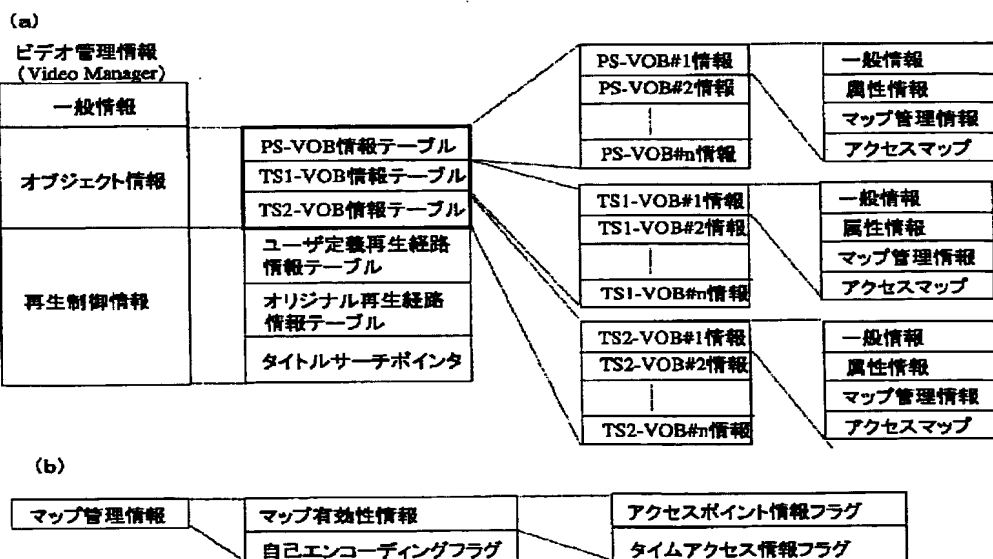 (a)
ビデオ管理情報
(Video Manager)
一般情報
オブジェクト情報
再生制御情報
PS-VOB情報テーブル
TS1-VOB情報テーブル
TS2-VOB情報テーブル
ユーザ定義再生経路
情報テーブル
オリジナル再生経路
情報テーブル
タイトルサーチポインタ
PS-VOB#1情報
PS-VOB#2情報
PS-VOB#n情報
一般情報
属性情報
マップ管理情報
アクセスマップ
TS1-VOB#1情報
TS1-VOB#2情報
TS1-VOB#n情報
一般情報
属性情報
マップ管理情報
アクセスマップ
TS2-VOB#1情報
TS2-VOB#2情報
TS2-VOB#n情報
一般情報
属性情報
マップ管理情報
アクセスマップ
(b)
マップ管理情報
マップ有効性情報
自己エンコーディングフラグ
アクセスポイント情報フラグ
タイムアクセス情報フラグ